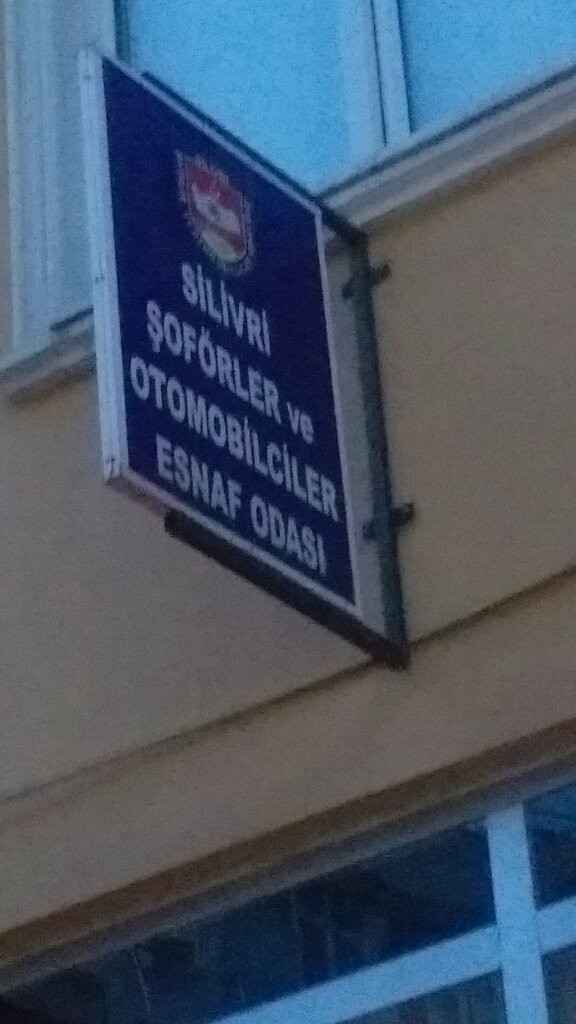 SİLİVRİ
ŞOFÖRLER ve
OTOMOBİLCİLER
ESNAF ODASI